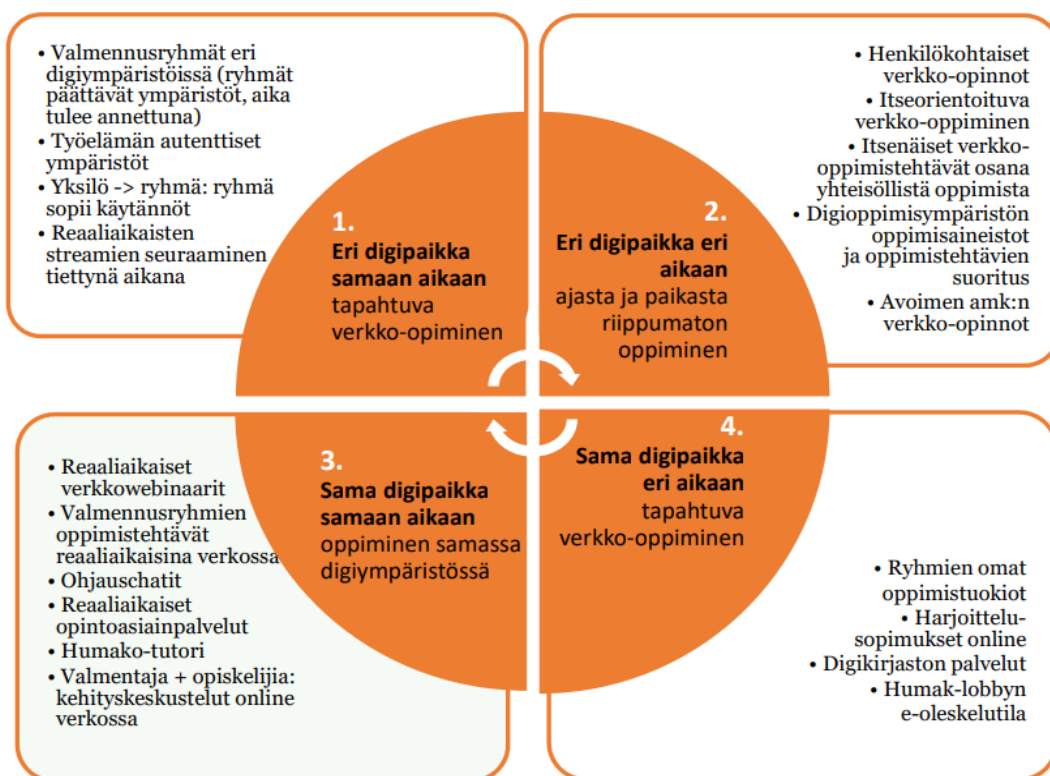 • Valmennusryhmät eri
digiympäristöissä (ryhmät
päättävät ympäristöt, aika
tulee annettuna)
• Työelämän autenttiset
ympäristöt
• Yksilö -> ryhmä: ryhmä
sopii käytännöt
• Reaaliaikaisten
streamien seuraaminen
tiettynä aikana
1.
Eri digipaikka
samaan aikaan
tapahtuva
verkko-opiminen
2.
Eri digipaikka eri
aikaan
ajasta ja paikasta
riippumaton
oppiminen
• Henkilökohtaiset
verkko-opinnot
• Itseorientoituva
verkko-oppiminen
• Itsenäiset verkko-
oppimistehtävät osana
yhteisöllistä oppimista
• Digioppimisympäristön
oppimisaineistot
ja oppimistehtävien
suoritus
• Avoimen amk:n
verkko-opinnot
• Reaaliaikaiset
verkkowebinaarit
• Valmennusryhmien
oppimistehtävät
reaaliaikaisina verkossa
• Ohjauschatit
• Reaaliaikaiset
opintoasiainpalvelut
• Humako-tutori
• Valmentaja + opiskelijia:
kehityskeskustelut online
verkossa
3.
Sama digipaikka
samaan aikaan
oppiminen samassa
digiympäristössä
4.
Sama digipaikka
eri aikaan
tapahtuva
verkko-oppiminen
• Ryhmien omat
oppimistuokiot
• Harjoittelu-
sopimukset online
• Digikirjaston palvelut
• Humak-lobbyn
e-oleskelutila